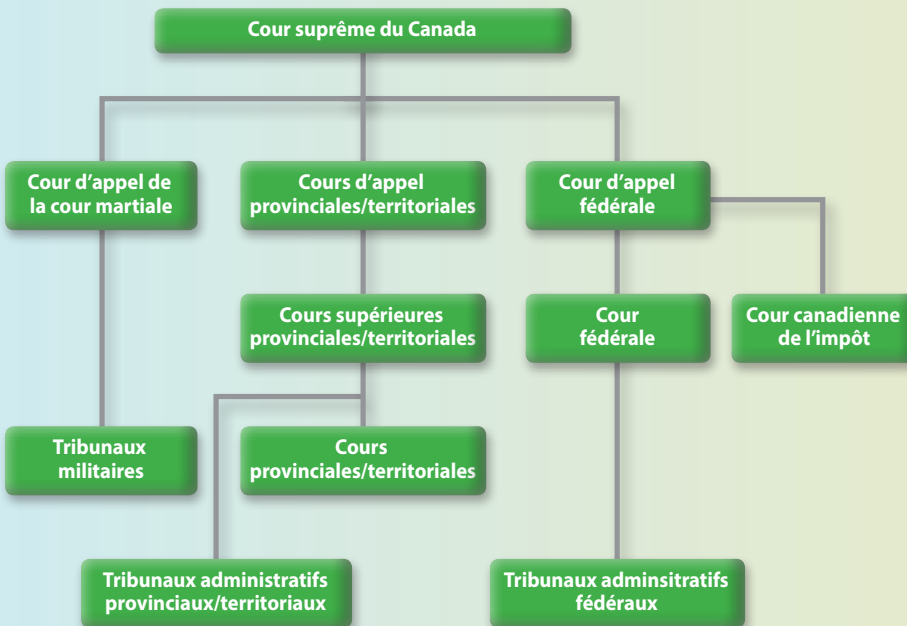 Cour suprême du Canada
Cour d'appel de
la cour martiale
Cours d'appel
provinciales/territoriales
Cour d'appel
fédérale
Cours supérieures
provinciales/territoriales
Cour
fédérale
Cour canadienne
de l'impôt
Tribunaux
militaires
Cours
provinciales/territoriales
Tribunaux administratifs
provinciaux/territoriaux
Tribunaux adminsitratifs
fédéraux